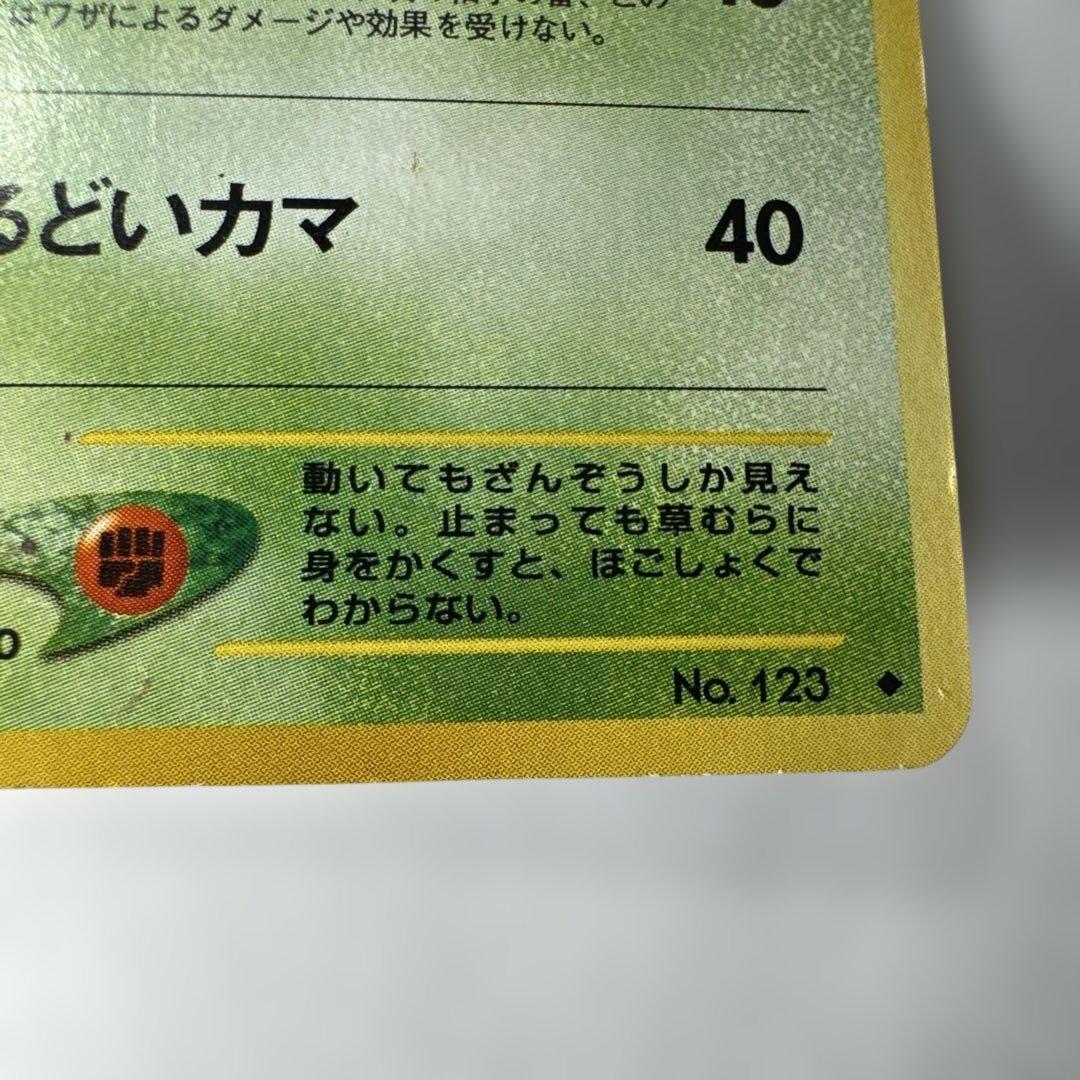 はワザによるダメージや効果を受けない。
るどいカマ 40
動いてもざんぞうしか見え
ない。止まっても草むらに
身をかくすと、ほごしょくで
わからない。
No. 123 ◆